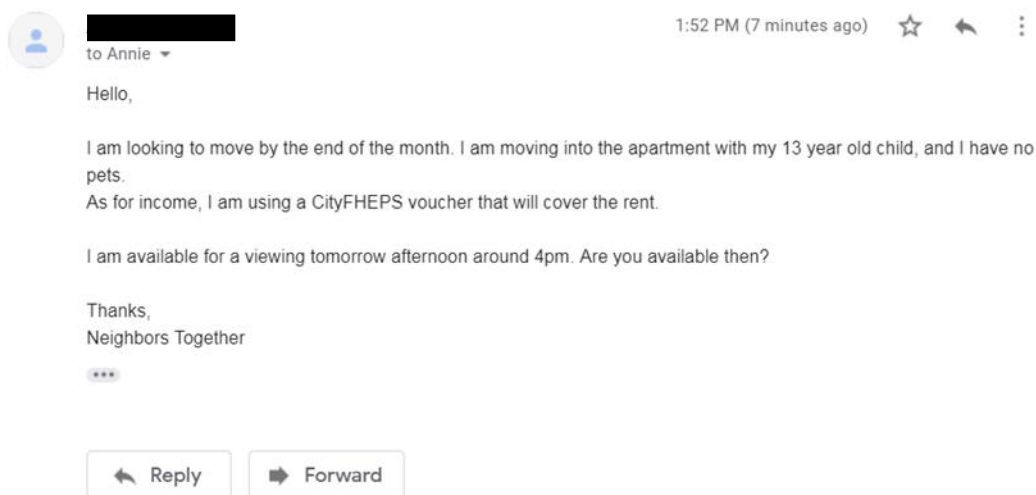 1:52 PM (7 minutes ago)
to Annie
Hello,
I am looking to move by the end of the month. I am moving into the apartment with my 13 year old child, and I have no
pets.
As for income, I am using a CityFHEPS voucher that will cover the rent.
I am available for a viewing tomorrow afternoon around 4pm. Are you available then?
Thanks,
Neighbors Together
Reply
Forward